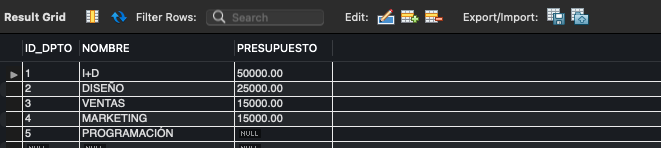 Result Grid Filter Rows: Search Edit: Export/Import:
ID_DPTO NOMBRE PRESUPUESTO
1 I+D 50000.00
2 DISEÑO 25000.00
3 VENTAS 15000.00
4 MARKETING 15000.00
5 PROGRAMACIÓN NULL
NULL NULL NULL